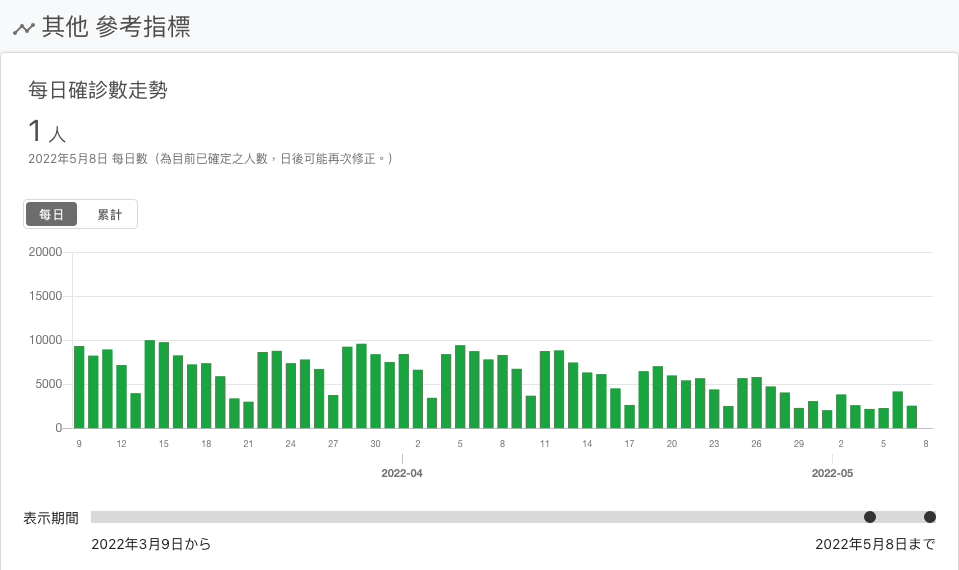 其他 參考指標
每日確診數走勢
1 人
2022年5月8日 每日數（為目前已確定之人數，日後可能再次修正。）
每日 累計
20000
15000
10000
5000
0
9 12 15 18 21 24 27 30 2 5 8 11 14 17 20 23 26 29 2 5 8
2022-04 2022-05
表示期間
2022年3月9日から 2022年5月8日まで